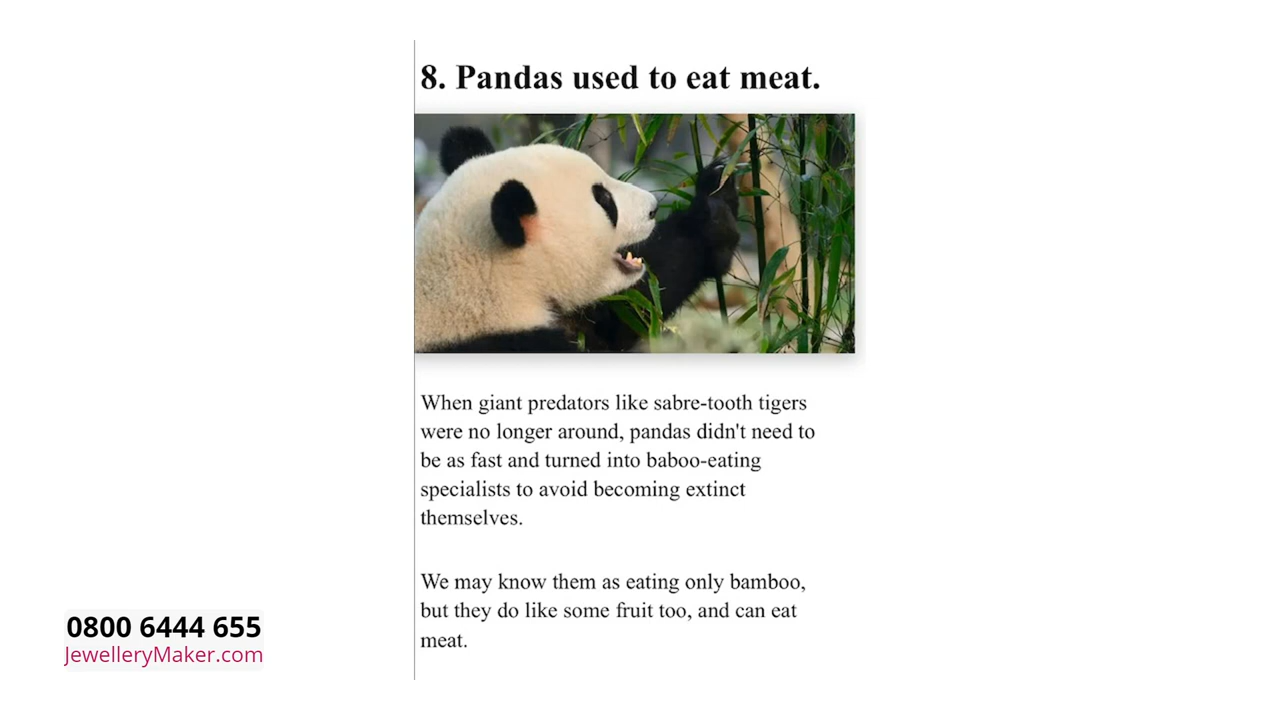 8. Pandas used to eat meat.
When giant predators like sabre-tooth tigers
were no longer around, pandas didn't need to
be as fast and turned into baboo-eating
specialists to avoid becoming extinct
themselves.
We may know them as eating only bamboo,
but they do like some fruit too, and can eat
meat.
0800 6444 655
JewelleryMaker.com